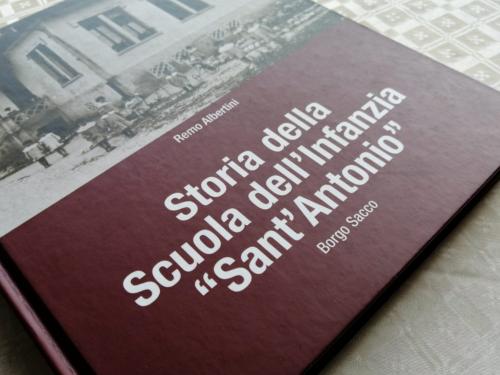 Remo Albertini
Storia della
Scuola dell'Infanzia
“Sant'Antonio”
Borgo Sacco